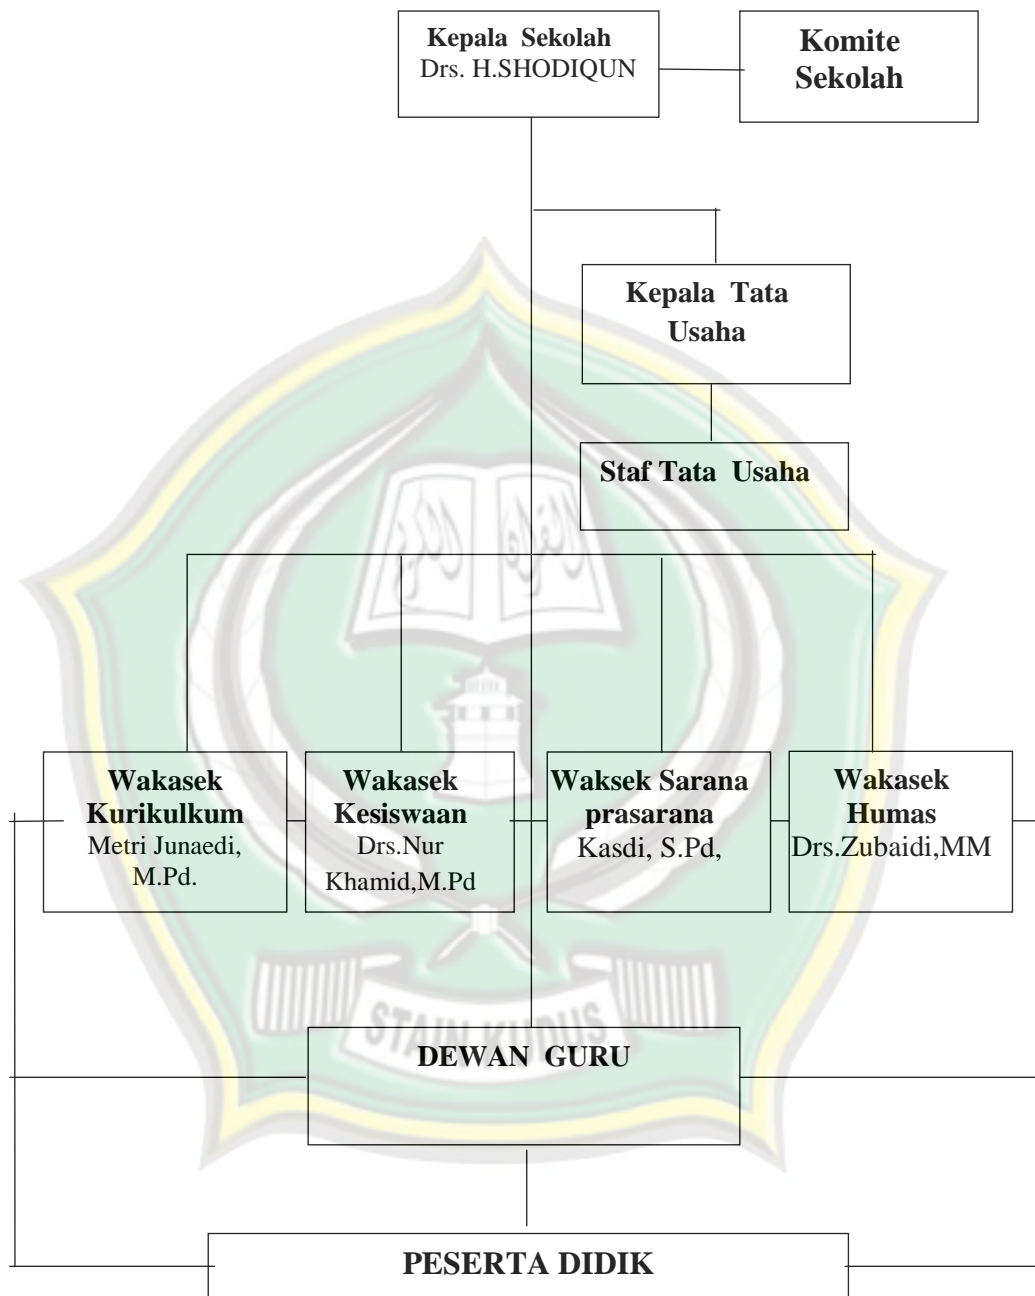 Kepala Sekolah
Drs. H.SHODIQUN
Komite
Sekolah
Kepala Tata
Usaha
Staf Tata Usaha
Wakasek
Kurikulkum
Metri Junaedi,
M.Pd.
Wakasek
Kesiswaan
Drs.Nur
Khamid,M.Pd
Waksek Sarana
prasarana
Kasdi, S.Pd,
Wakasek
Humas
Drs.Zubaidi,MM
STAIN KUDUS
DEWAN GURU
PESERTA DIDIK